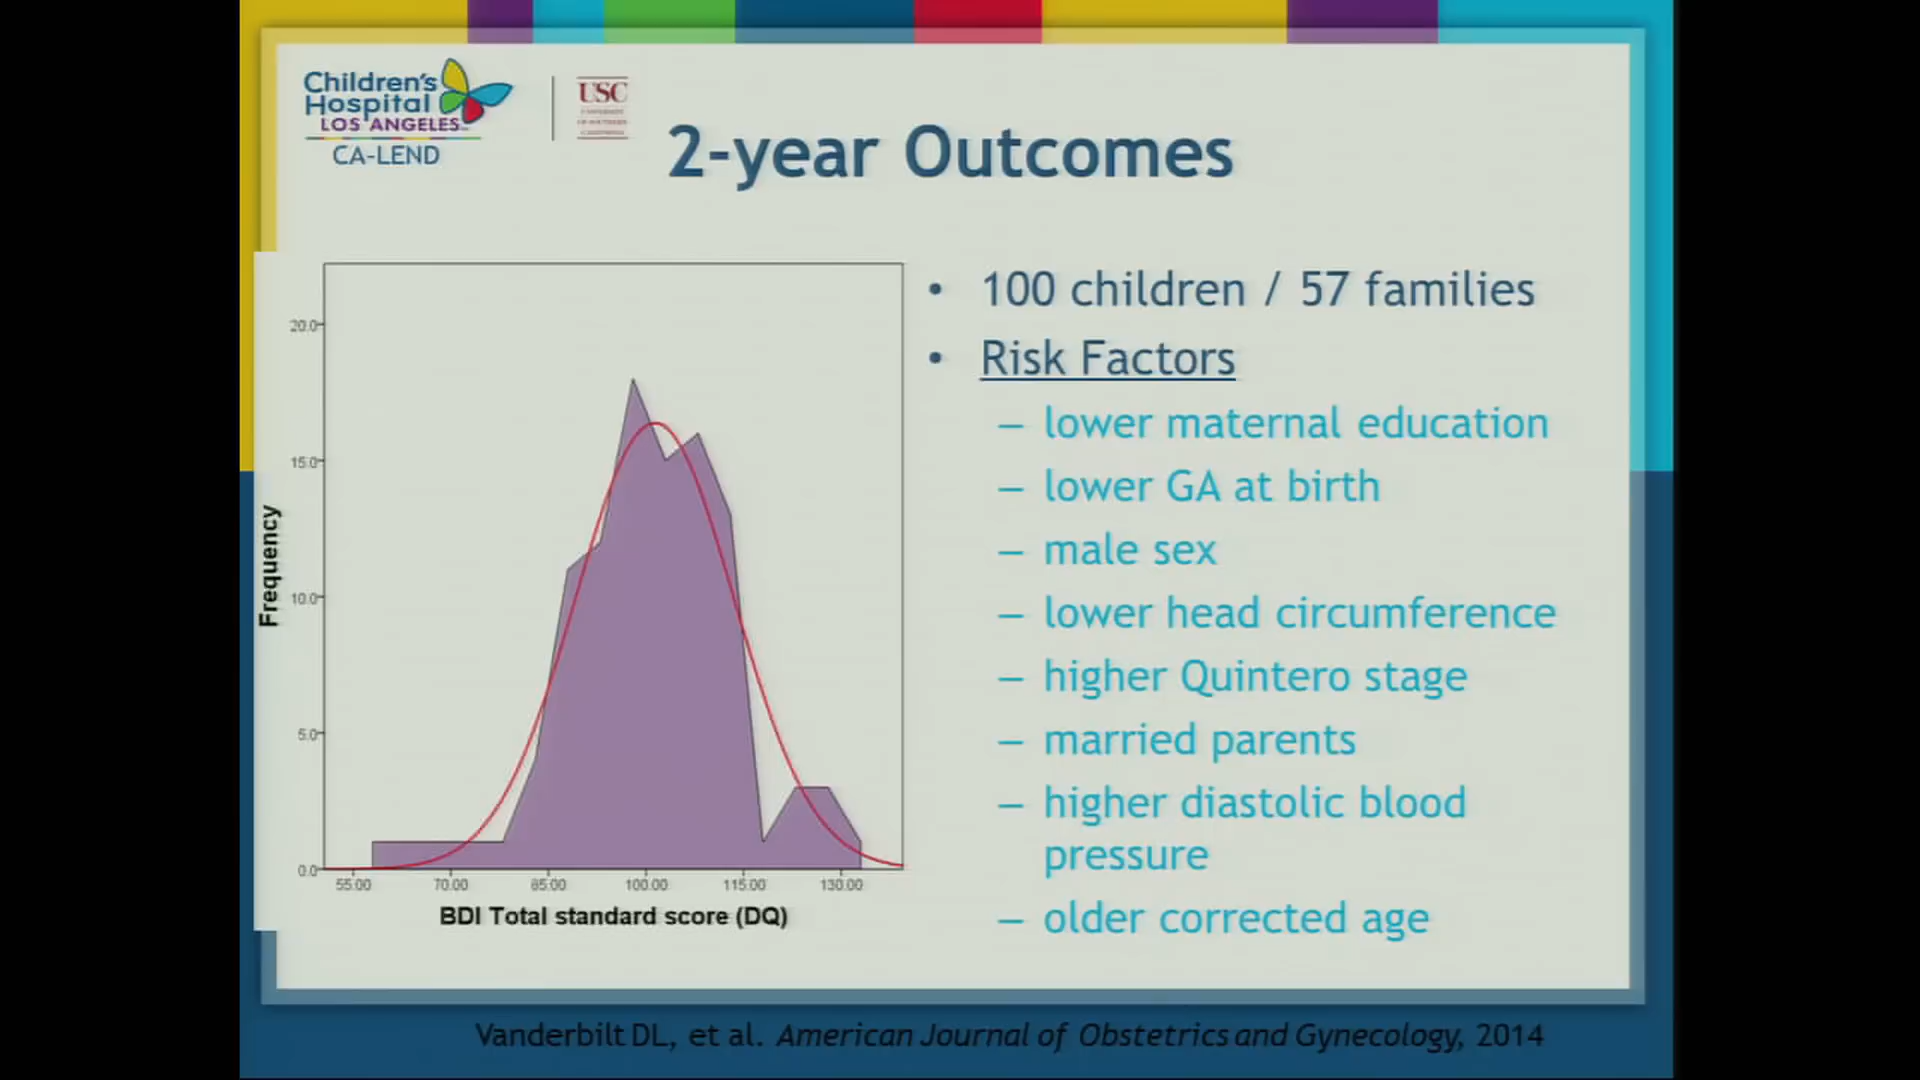 Children's
Hospital
LOS ANGELES
CA-LEND
USC
2-year Outcomes
20.0
15.0
10.0
5.0
0.0
Frequency
55.00 70.00 85.00 100.00 115.00 130.00
BDI Total standard score (DQ)
• 100 children / 57 families
• Risk Factors
– lower maternal education
– lower GA at birth
– male sex
– lower head circumference
– higher Quintero stage
– married parents
– higher diastolic blood
pressure
– older corrected age
Vanderbilt DL, et al. American Journal of Obstetrics and Gynecology, 2014